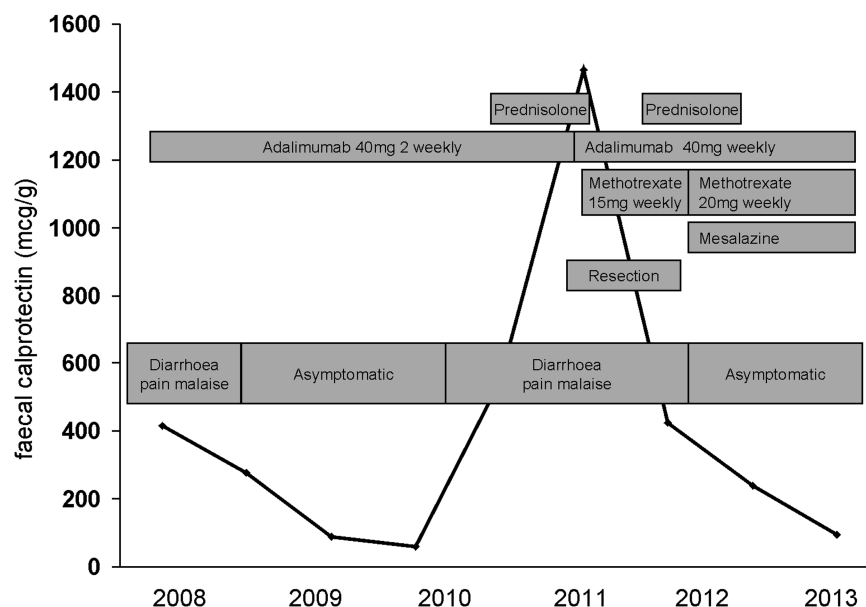 faecal calprotectin (mcg/g)
1600
1400
1200
1000
800
600
400
200
0
Prednisolone
Prednisolone
Adalimumab 40mg 2 weekly
Adalimumab 40mg weekly
Methotrexate
15mg weekly
Methotrexate
20mg weekly
Mesalazine
Resection
Diarrhoea
pain malaise
Asymptomatic
Diarrhoea
pain malaise
Asymptomatic
2008 2009 2010 2011 2012 2013